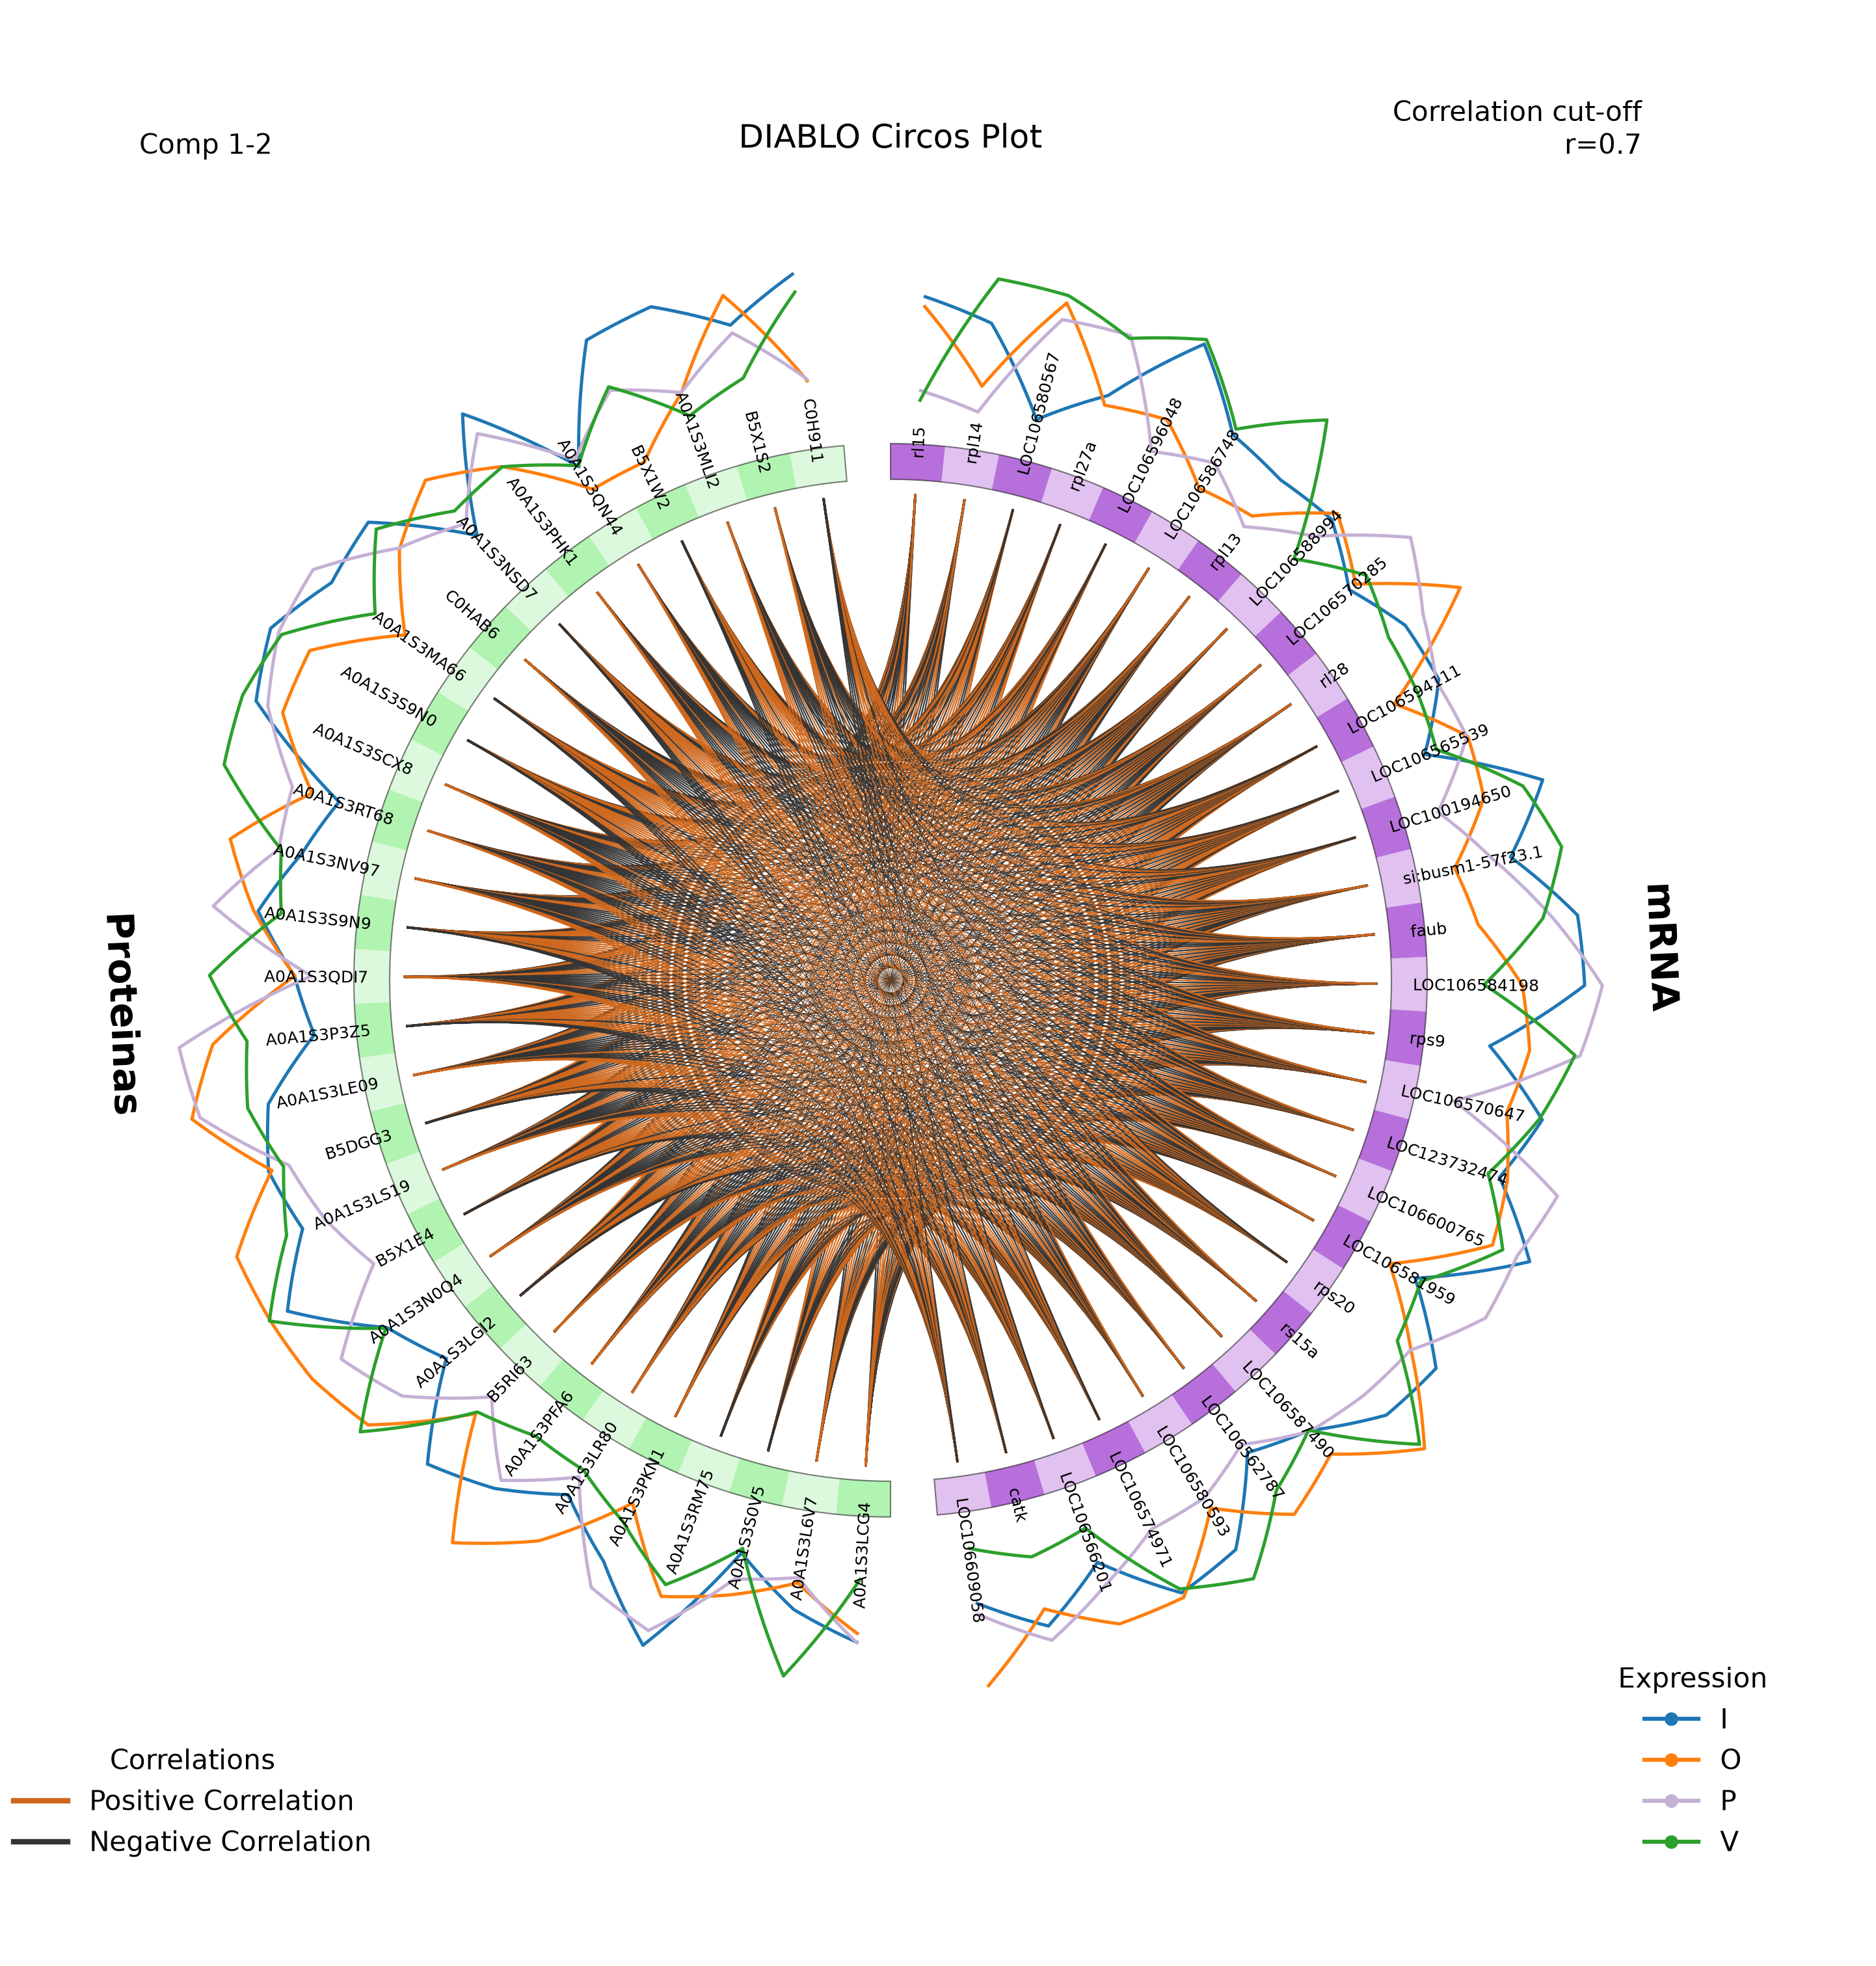 Correlation cut-off
r=0.7
Comp 1-2
DIABLO Circos Plot
rl15
rpl14
LOC106580567
rpl27a
LOC106596048
LOC106586748
rpl13
LOC106588994
LOC106570285
rl28
LOC106594111
LOC106565539
LOC100194650
si:busm1-57f23.1
faub
LOC106584198
rps9
LOC106570647
LOC123732474
LOC106600765
LOC106581959
rps20
rs15a
LOC106587490
LOC106562787
LOC106580593
LOC106574971
LOC106566201
catk
LOC106609058
mRNA
C0H911
B5X1S2
A0A1S3MLJ2
B5X1W2
A0A1S3QN44
A0A1S3PHK1
A0A1S3NSD7
C0HAB6
A0A1S3MA66
A0A1S3S9N0
A0A1S3SCX8
A0A1S3RT68
A0A1S3NV97
A0A1S3S9N9
A0A1S3QDI7
A0A1S3P3Z5
A0A1S3LE09
B5DGG3
A0A1S3LS19
B5X1E4
A0A1S3N0Q4
A0A1S3LGI2
B5RI63
A0A1S3PFA6
A0A1S3LR80
A0A1S3PKN1
A0A1S3RM75
A0A1S3S0V5
A0A1S3L6V7
A0A1S3LCG4
Proteinas
Correlations
Positive Correlation
Negative Correlation
Expression
I
O
P
V